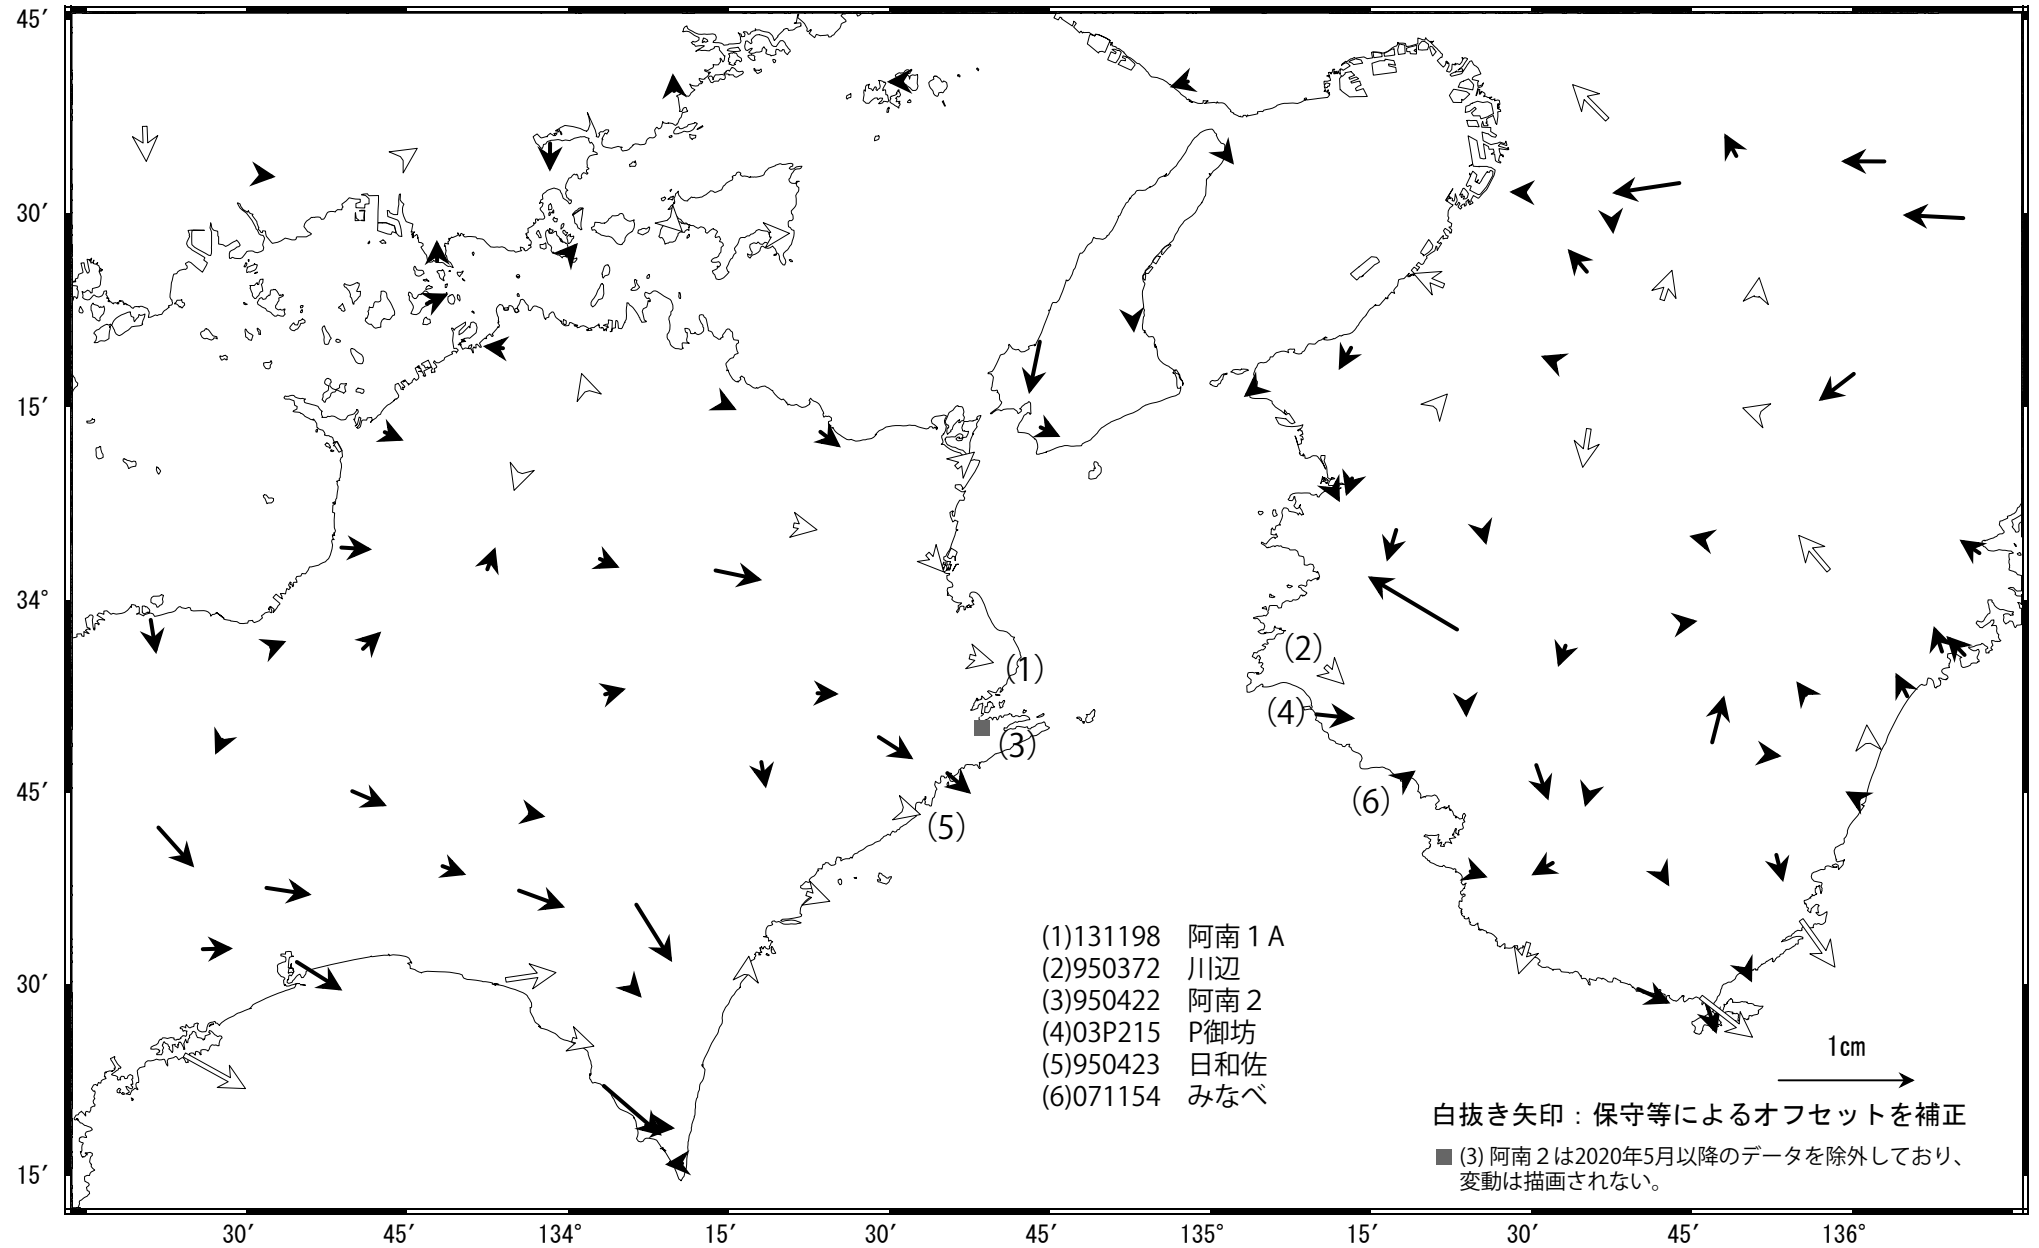 45′
30′
15′
34°
45′
30′
15′
(1)
(2)
(3)
(4)
(5)
(6)
(1)131198 阿南１A
(2)950372 川辺
(3)950422 阿南２
(4)03P215 P御坊
(5)950423 日和佐
(6)071154 みなべ
1cm
白抜き矢印：保守等によるオフセットを補正
(3) 阿南２は2020年5月以降のデータを除外しており、
変動は描画されない。
30′ 45′ 134° 15′ 30′ 45′ 135° 15′ 30′ 45′ 136°